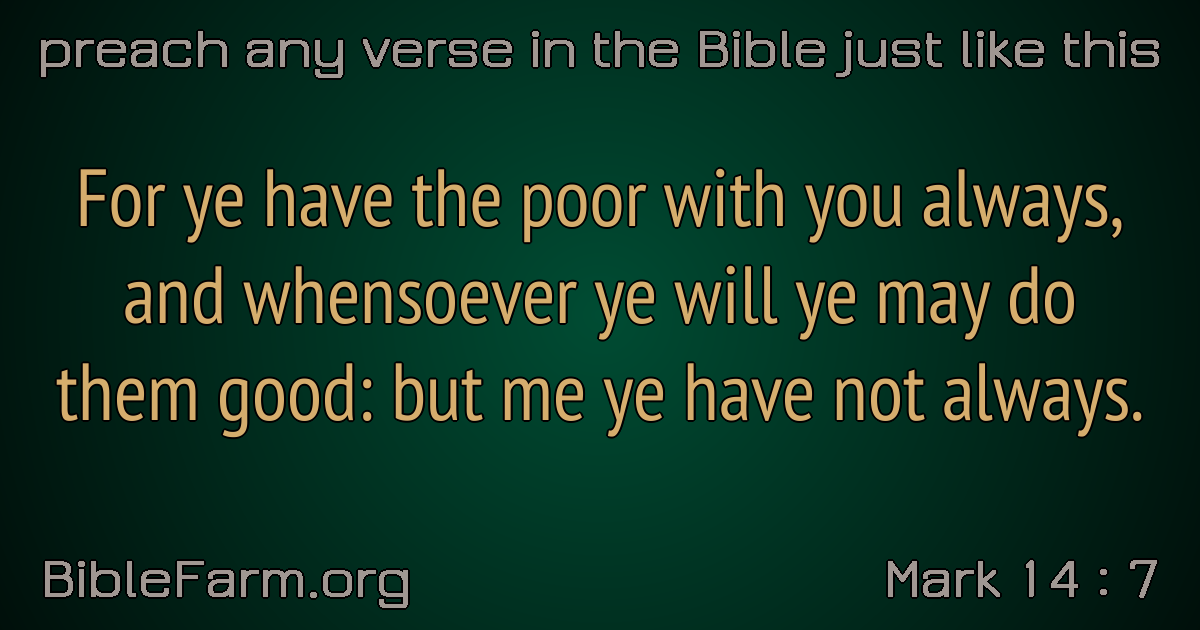 preach any verse in the Bible just like this
For ye have the poor with you always,
and whensoever ye will ye may do
them good: but me ye have not always.
BibleFarm.org
Mark 14 : 7